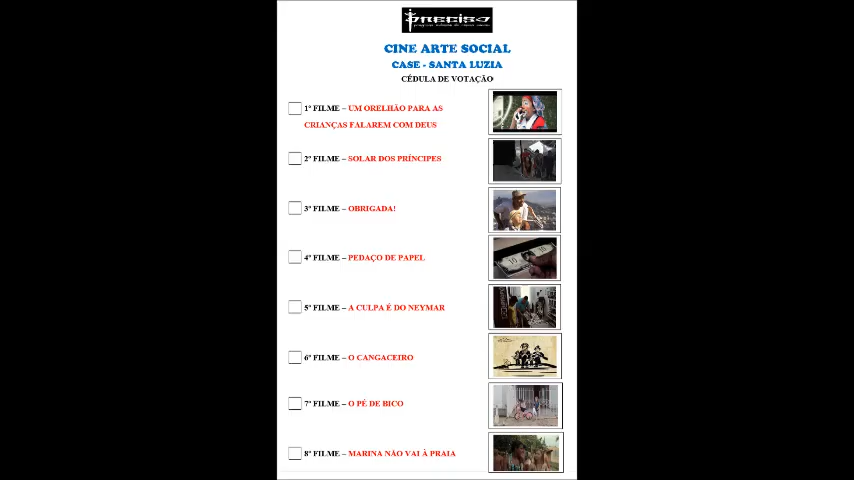 PRECISO
CINE ARTE SOCIAL
CASE - SANTA LUZIA
CÉDULA DE VOTAÇÃO
1º FILME – UM ORELHÃO PARA AS
CRIANÇAS FALAREM COM DEUS
2º FILME – SOLAR DOS PRÍNCIPES
3º FILME – OBRIGADA!
4º FILME – PEDAÇO DE PAPEL
5º FILME – A CULPA É DO NEYMAR
6º FILME – O CANGACEIRO
7º FILME – O PÉ DE BICO
8º FILME – MARINA NÃO VAI À PRAIA